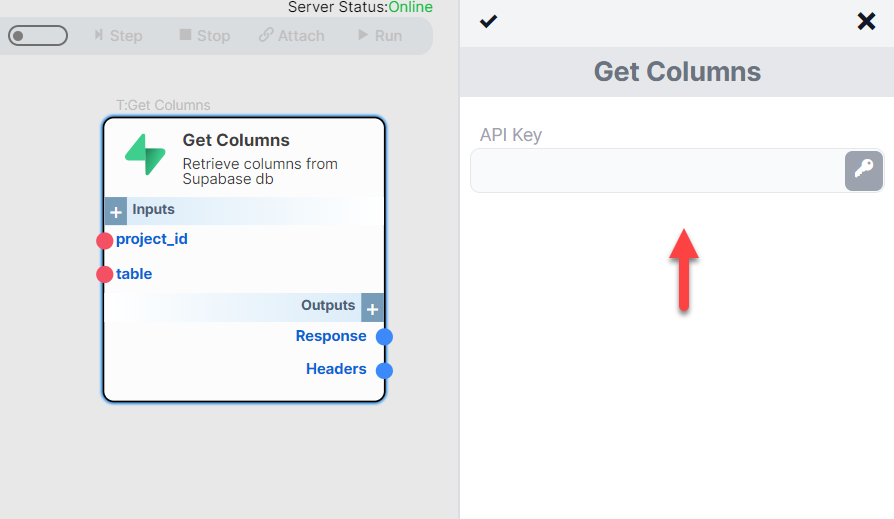 Server Status:Online
Step
Stop
Attach
Run
T:Get Columns
Get Columns
Retrieve columns from
Supabase db
+ Inputs
project_id
table
Outputs +
Response
Headers
Get Columns
API Key